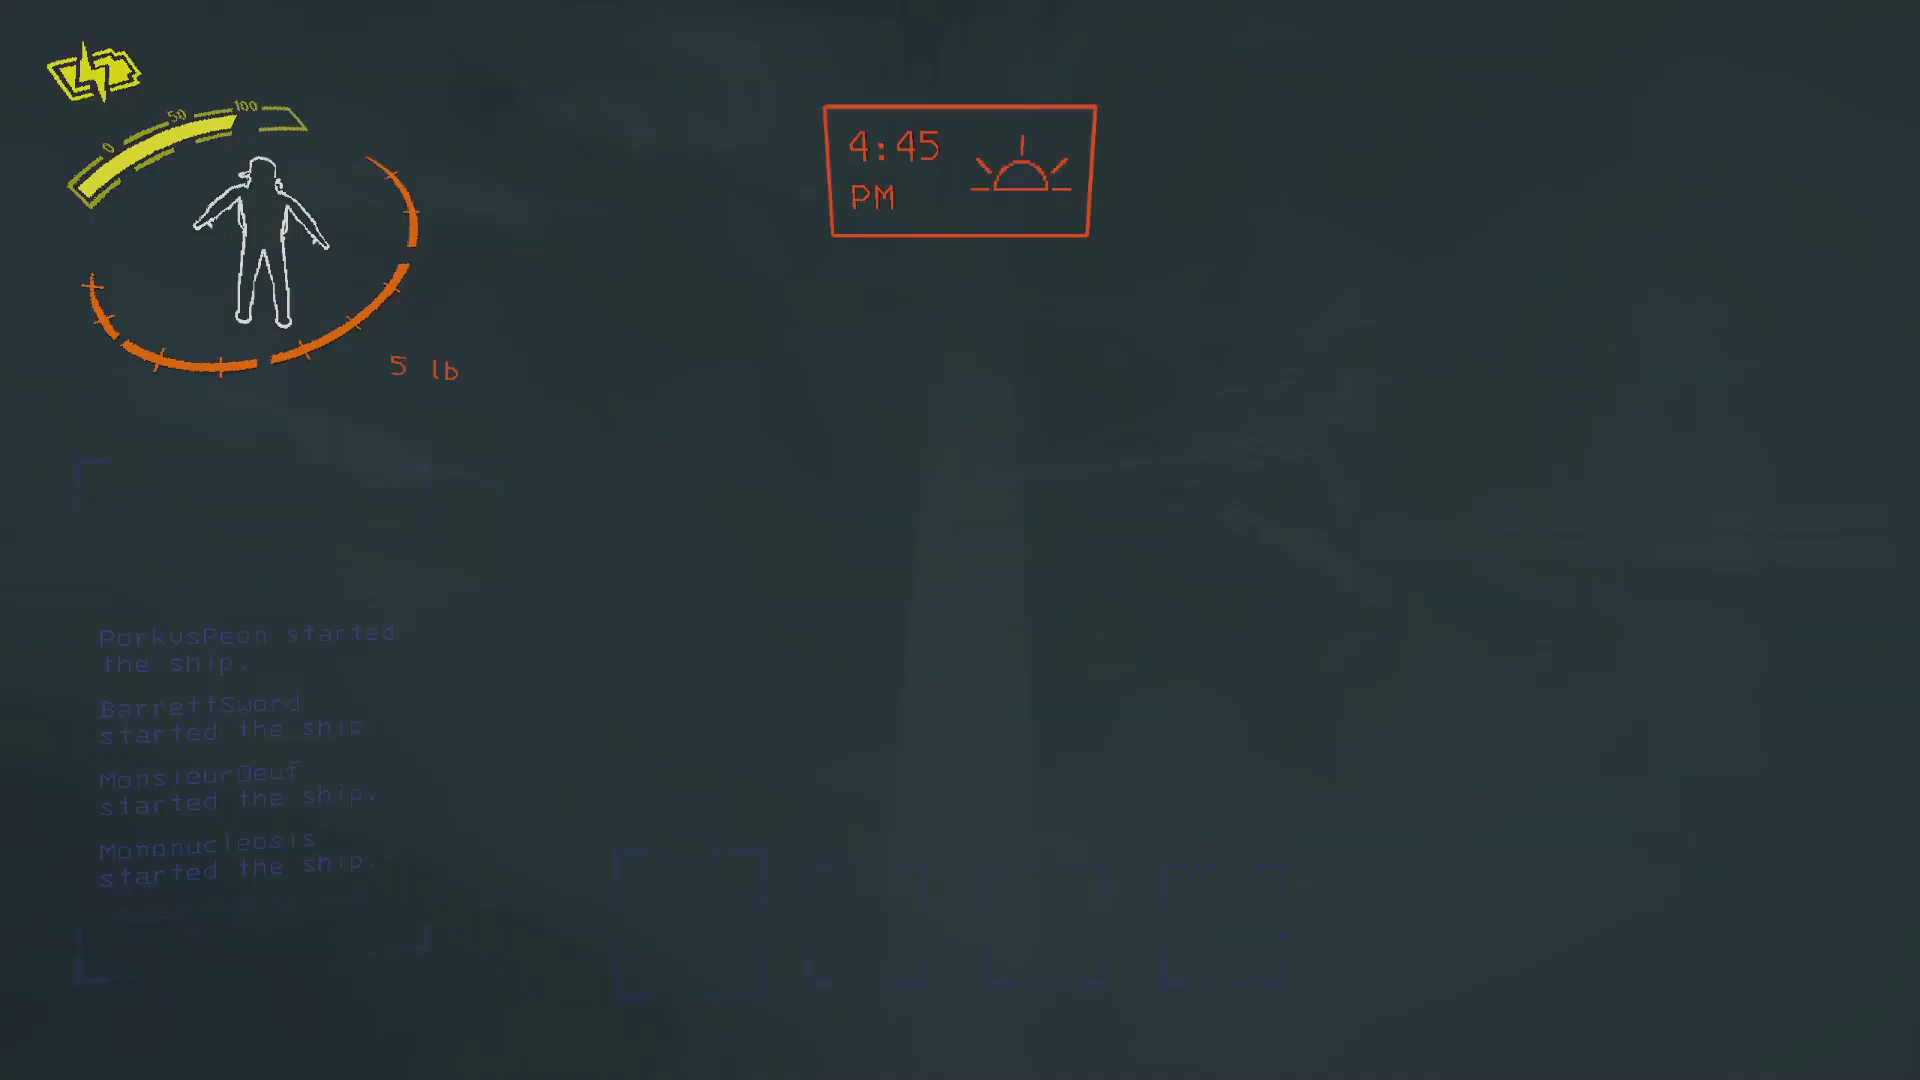 0 50 100
4:45
PM
5 lb
PorkysPeon started
the ship.
BarrettSword
started the ship
MonsieurOeuf
started the ship.
Mononucleosis
started the ship.